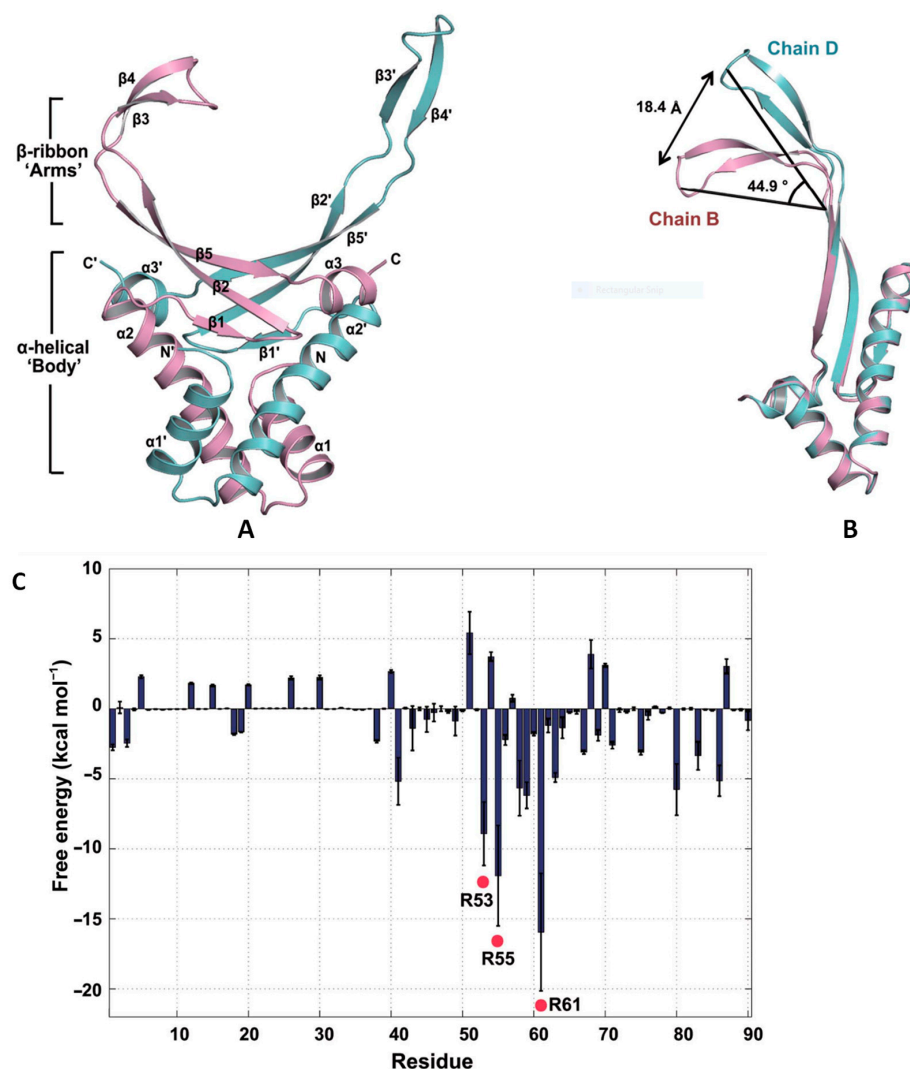 β4
β3
β3'
β4'
β-ribbon
'Arms'
β2'
β5'
β5
C'
α3'
α3
C
β2
α-helical
'Body'
α2
β1
α2'
N'
β1'
N
α1'
α1
A
Chain D
18.4 Å
44.9 °
Chain B
Rectangular Snip
B
C
Free energy (kcal mol⁻¹)
10
5
0
−5
−10
−15
−20
R53
R55
R61
10 20 30 40 50 60 70 80 90
Residue